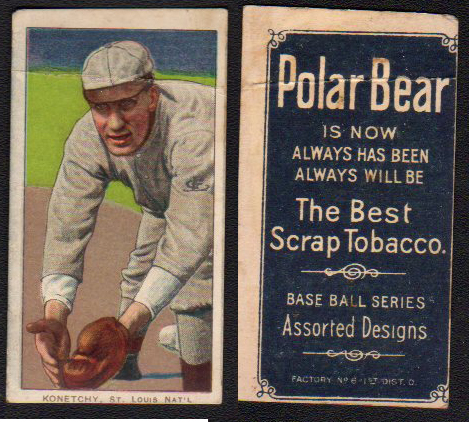 KONETCHY, ST. LOUIS NAT'L
Polar Bear
IS NOW
ALWAYS HAS BEEN
ALWAYS WILL BE
The Best
Scrap Tobacco.
BASE BALL SERIES
Assorted Designs
FACTORY Nº 6 - 1ST DIST. O.